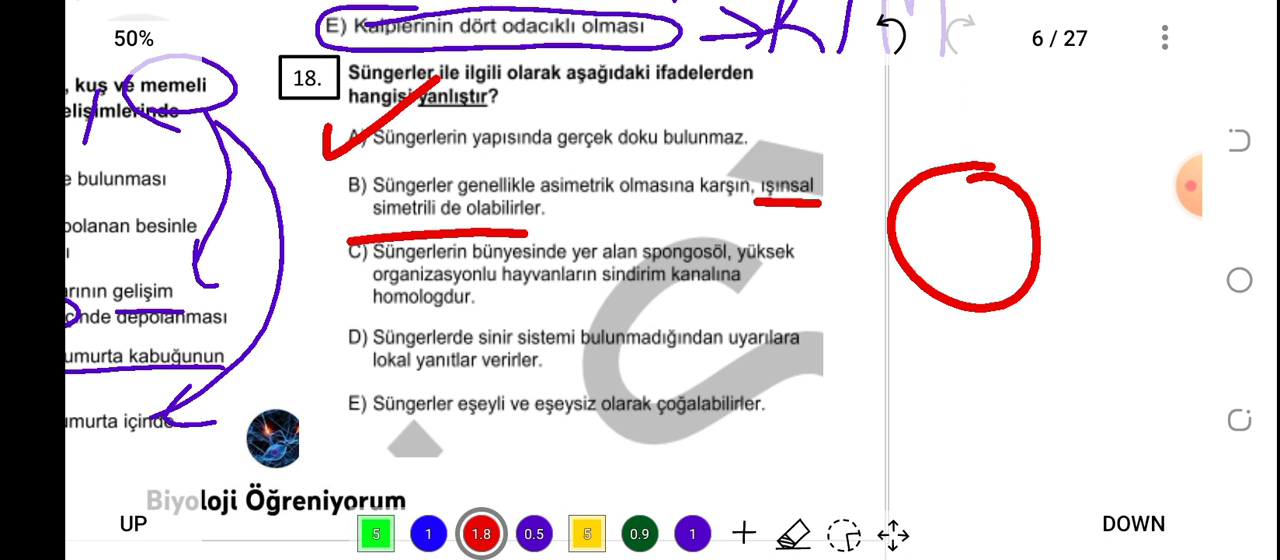 50%
E) Kalplerinin dört odacıklı olması
6 / 27
, kuş ve memeli
elişimlerinde
e bulunması
polanan besinle
ı
arının gelişim
çinde depolanması
umurta kabuğunun
umurta içinde
18.
Süngerler ile ilgili olarak aşağıdaki ifadelerden
hangisi yanlıştır?
A) Süngerlerin yapısında gerçek doku bulunmaz.
B) Süngerler genellikle asimetrik olmasına karşın, ışınsal
simetrili de olabilirler.
C) Süngerlerin bünyesinde yer alan spongosöl, yüksek
organizasyonlu hayvanların sindirim kanalına
homologdur.
D) Süngerlerde sinir sistemi bulunmadığından uyarılara
lokal yanıtlar verirler.
E) Süngerler eşeyli ve eşeysiz olarak çoğalabilirler.
Biyoloji Öğreniyorum
UP
5
1
1.8
0.5
5
0.9
1
DOWN